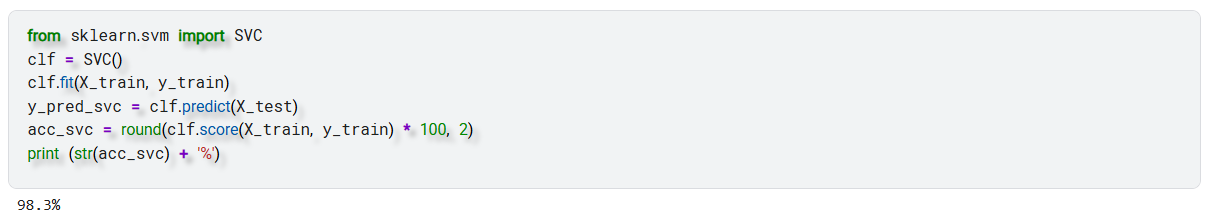 from sklearn.svm import SVC
clf = SVC()
clf.fit(X_train, y_train)
y_pred_svc = clf.predict(X_test)
acc_svc = round(clf.score(X_train, y_train) * 100, 2)
print (str(acc_svc) + '%')
98.3%